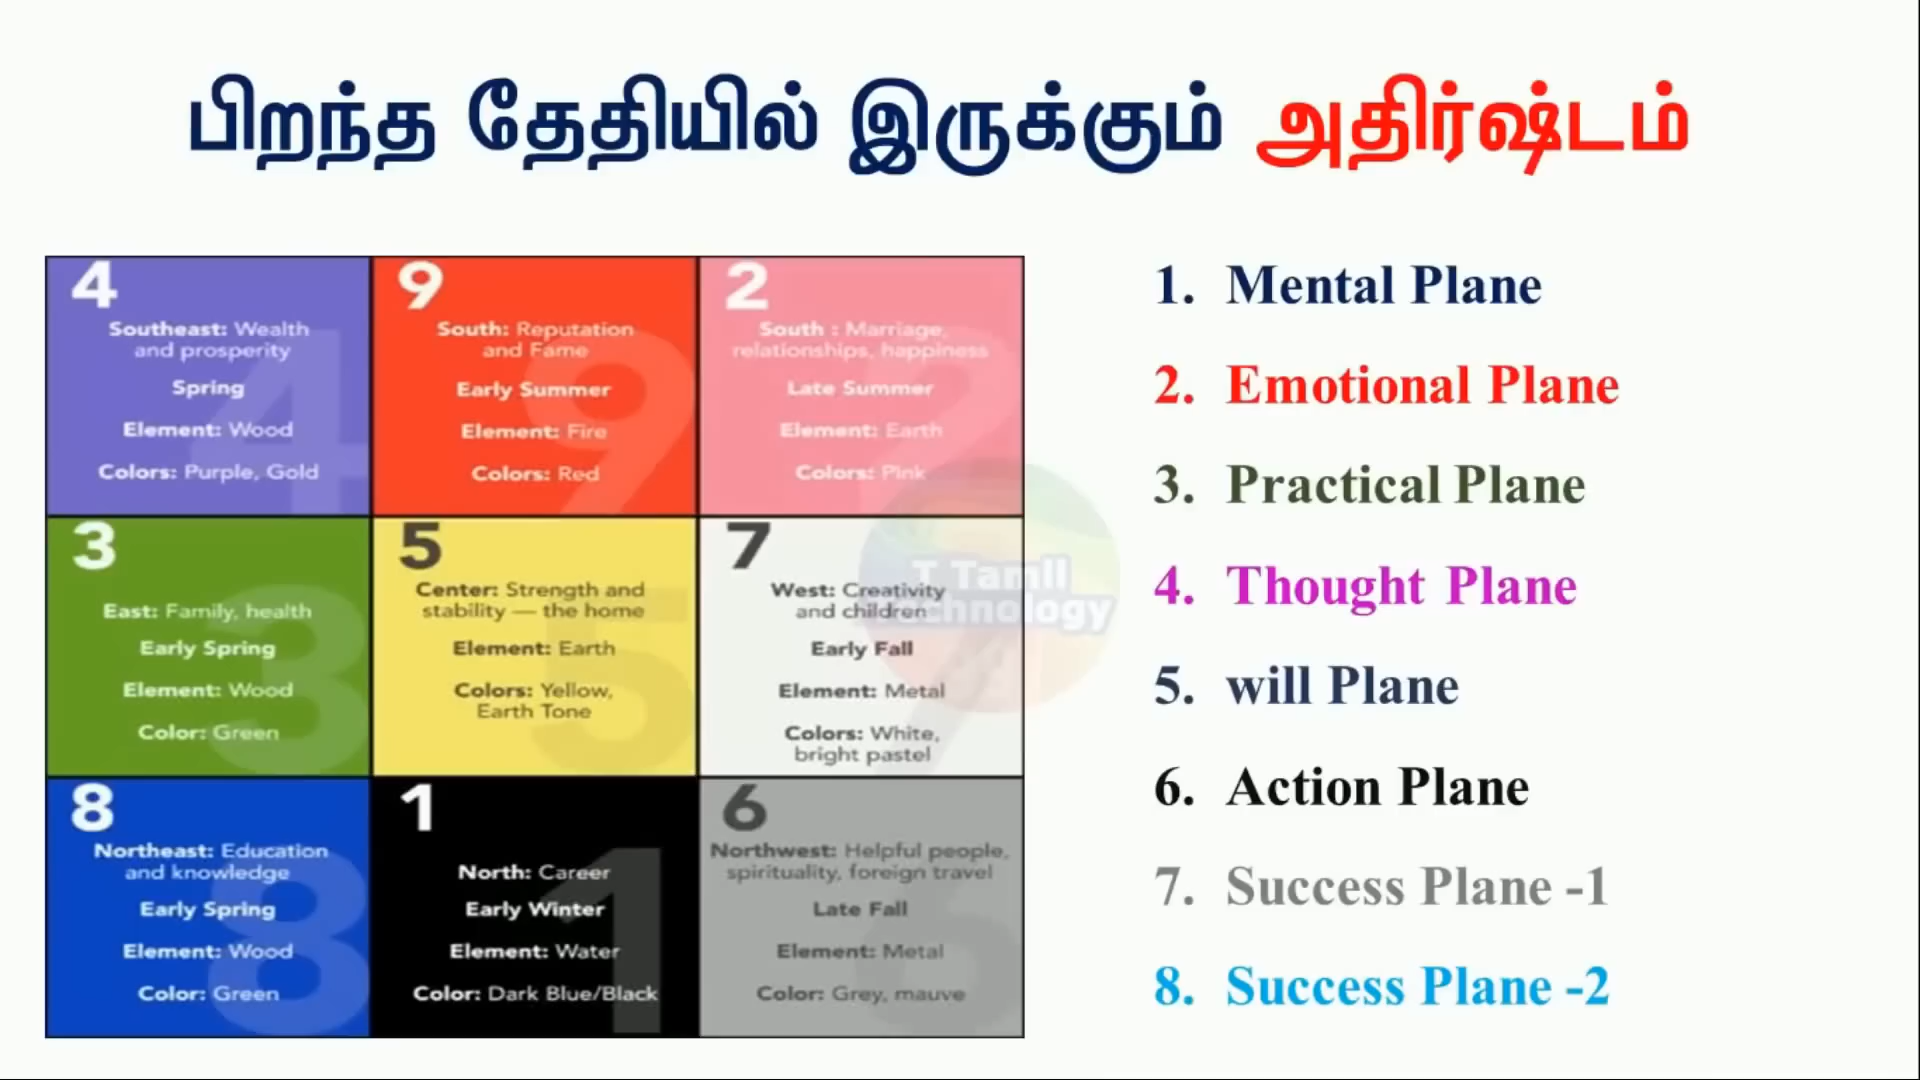 பிறந்த தேதியில் இருக்கும் அதிர்ஷ்டம்
4
Southeast: Wealth
and prosperity
Spring
Element: Wood
Colors: Purple, Gold
9
South: Reputation
and Fame
Early Summer
Element: Fire
Colors: Red
2
South : Marriage,
relationships, happiness
Late Summer
Element: Earth
Colors: Pink
3
East: Family, health
Early Spring
Element: Wood
Color: Green
5
Center: Strength and
stability — the home
Element: Earth
Colors: Yellow,
Earth Tone
7
West: Creativity
and children
Early Fall
Element: Metal
Colors: White,
bright pastel
8
Northeast: Education
and knowledge
Early Spring
Element: Wood
Color: Green
1
North: Career
Early Winter
Element: Water
Color: Dark Blue/Black
6
Northwest: Helpful people,
spirituality, foreign travel
Late Fall
Element: Metal
Color: Grey, mauve
1. Mental Plane
2. Emotional Plane
3. Practical Plane
4. Thought Plane
5. will Plane
6. Action Plane
7. Success Plane -1
8. Success Plane -2
T Tamil